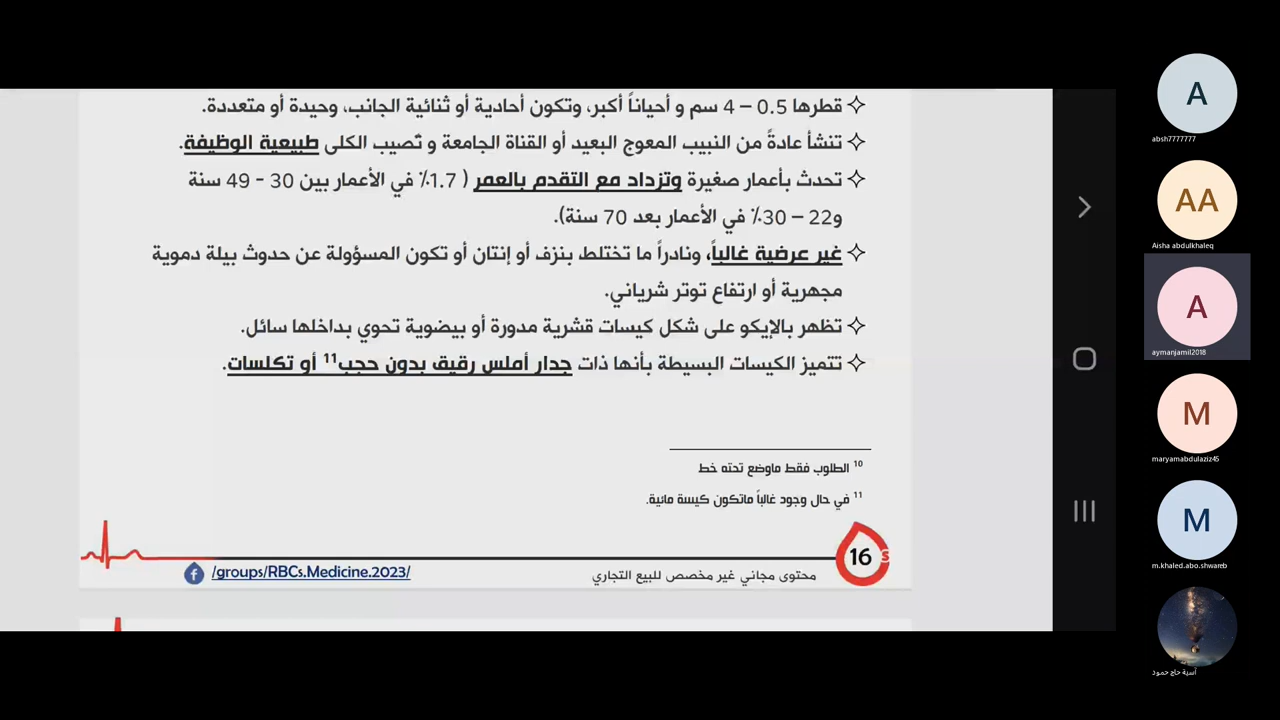 ✧ قطرها 0.5 – 4 سم و أحياناً أكبر، وتكون أحادية أو ثنائية الجانب، وحيدة أو متعددة.
✧ تنشأ عادةً من النبيب المعوج البعيد أو القناة الجامعة و تُصيب الكلى طبيعية الوظيفة.
✧ تحدث بأعمار صغيرة وتزداد مع التقدم بالعمر ( 1.7٪ في الأعمار بين 30 - 49 سنة
و22 – 30٪ في الأعمار بعد 70 سنة).
✧ غير عرضية غالباً، ونادراً ما تختلط بنزف أو إنتان أو تكون المسؤولة عن حدوث بيلة دموية
مجهرية أو ارتفاع توتر شرياني.
✧ تظهر بالإيكو على شكل كيسات قشرية مدورة أو بيضوية تحوي بداخلها سائل.
✧ تتميز الكيسات البسيطة بأنها ذات جدار أملس رقيق بدون حجب¹¹ أو تكلسات.
¹⁰ الطلوب فقط ماوضع تحته خط
¹¹ في حال وجود غالباً ماتكون كيسة مائية.
16
محتوى مجاني غير مخصص للبيع التجاري
/groups/RBCs.Medicine.2023/
A
absh7777777
AA
Aisha abdulkhaleq
A
aymanjamil2018
M
maryamabdulaziz45
M
m.khaled.abo.shwareb
آسية حاج حمود